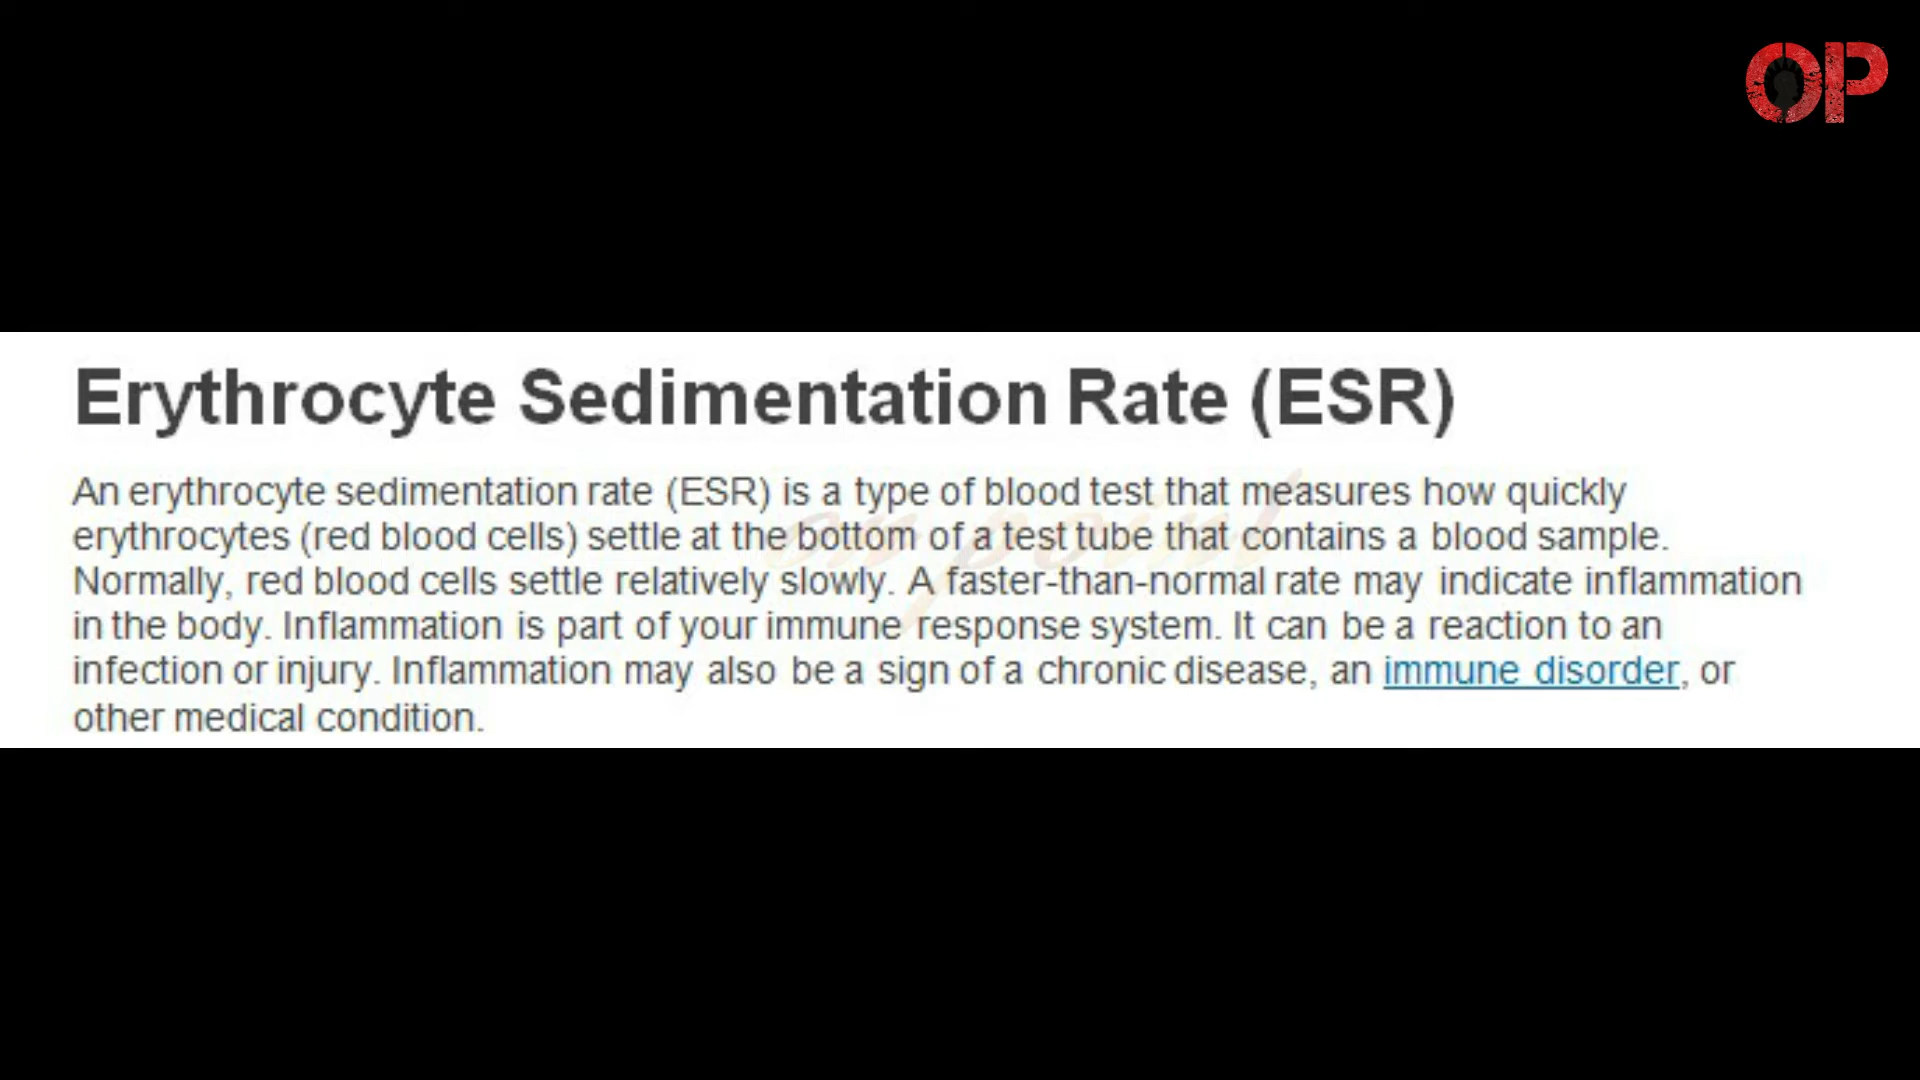 OP
Erythrocyte Sedimentation Rate (ESR)
An erythrocyte sedimentation rate (ESR) is a type of blood test that measures how quickly
erythrocytes (red blood cells) settle at the bottom of a test tube that contains a blood sample.
Normally, red blood cells settle relatively slowly. A faster-than-normal rate may indicate inflammation
in the body. Inflammation is part of your immune response system. It can be a reaction to an
infection or injury. Inflammation may also be a sign of a chronic disease, an immune disorder, or
other medical condition.
on point